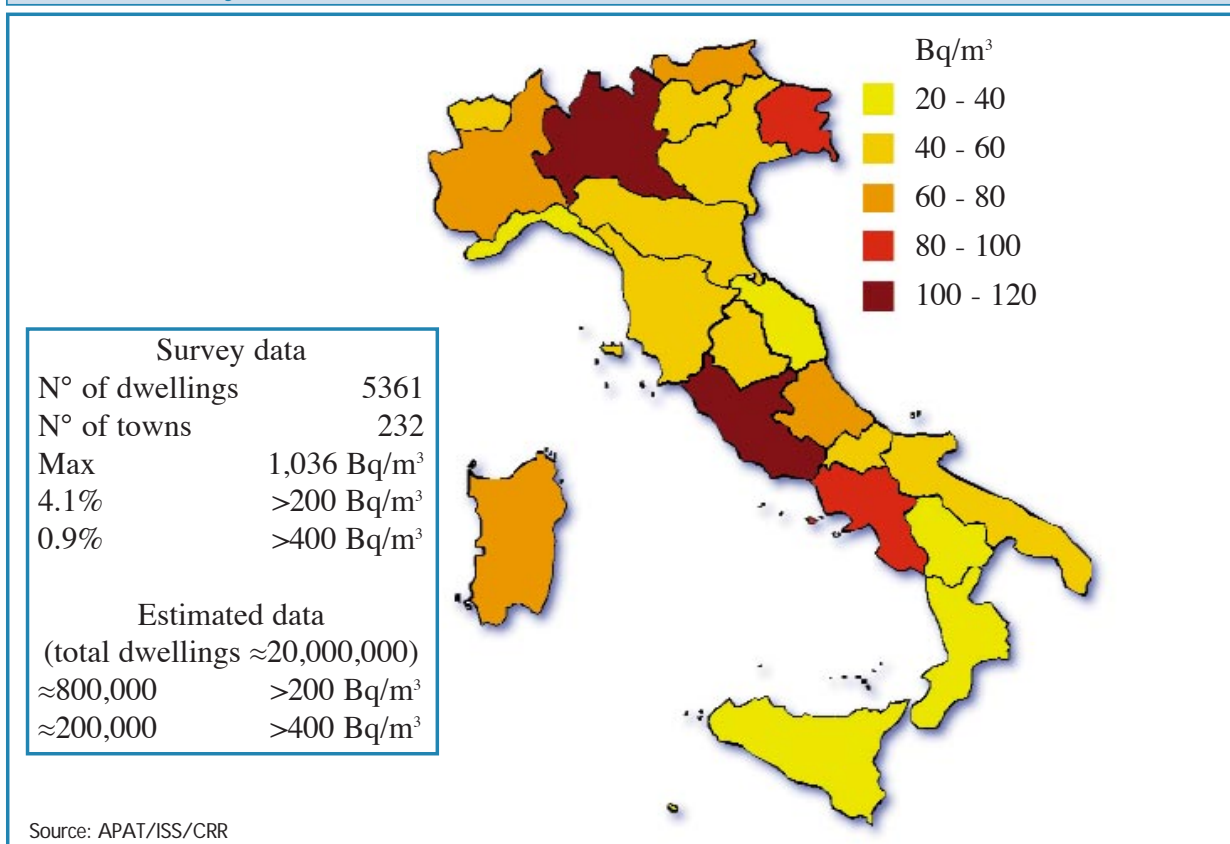 Bq/m³
20 - 40
40 - 60
60 - 80
80 - 100
100 - 120
Survey data
N° of dwellings 5361
N° of towns 232
Max 1,036 Bq/m³
4.1% >200 Bq/m³
0.9% >400 Bq/m³
Estimated data
(total dwellings ≈20,000,000)
≈800,000 >200 Bq/m³
≈200,000 >400 Bq/m³
Source: APAT/ISS/CRR